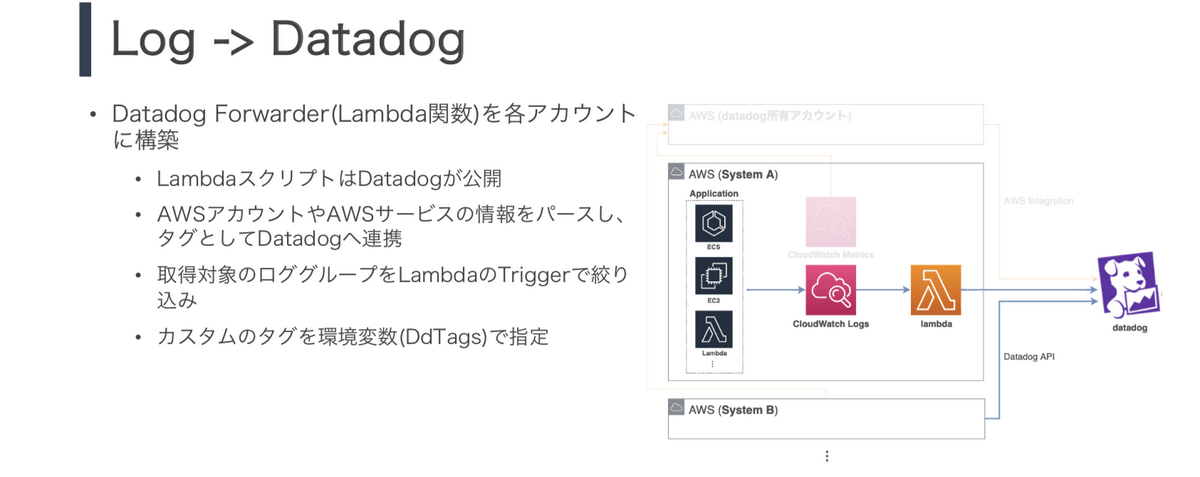 Log -> Datadog
• Datadog Forwarder(Lambda関数)を各アカウント
に構築
• LambdaスクリプトはDatadogが公開
• AWSアカウントやAWSサービスの情報をパースし、
タグとしてDatadogへ連携
• 取得対象のロググループをLambdaのTriggerで絞り
込み
• カスタムのタグを環境変数(DdTags)で指定
AWS (datadog所有アカウント)
AWS (System A)
Application
ECS
EC2
Lambda
⋮
CloudWatch Metrics
CloudWatch Logs
lambda
AWS Integration
datadog
Datadog API
AWS (System B)
⋮